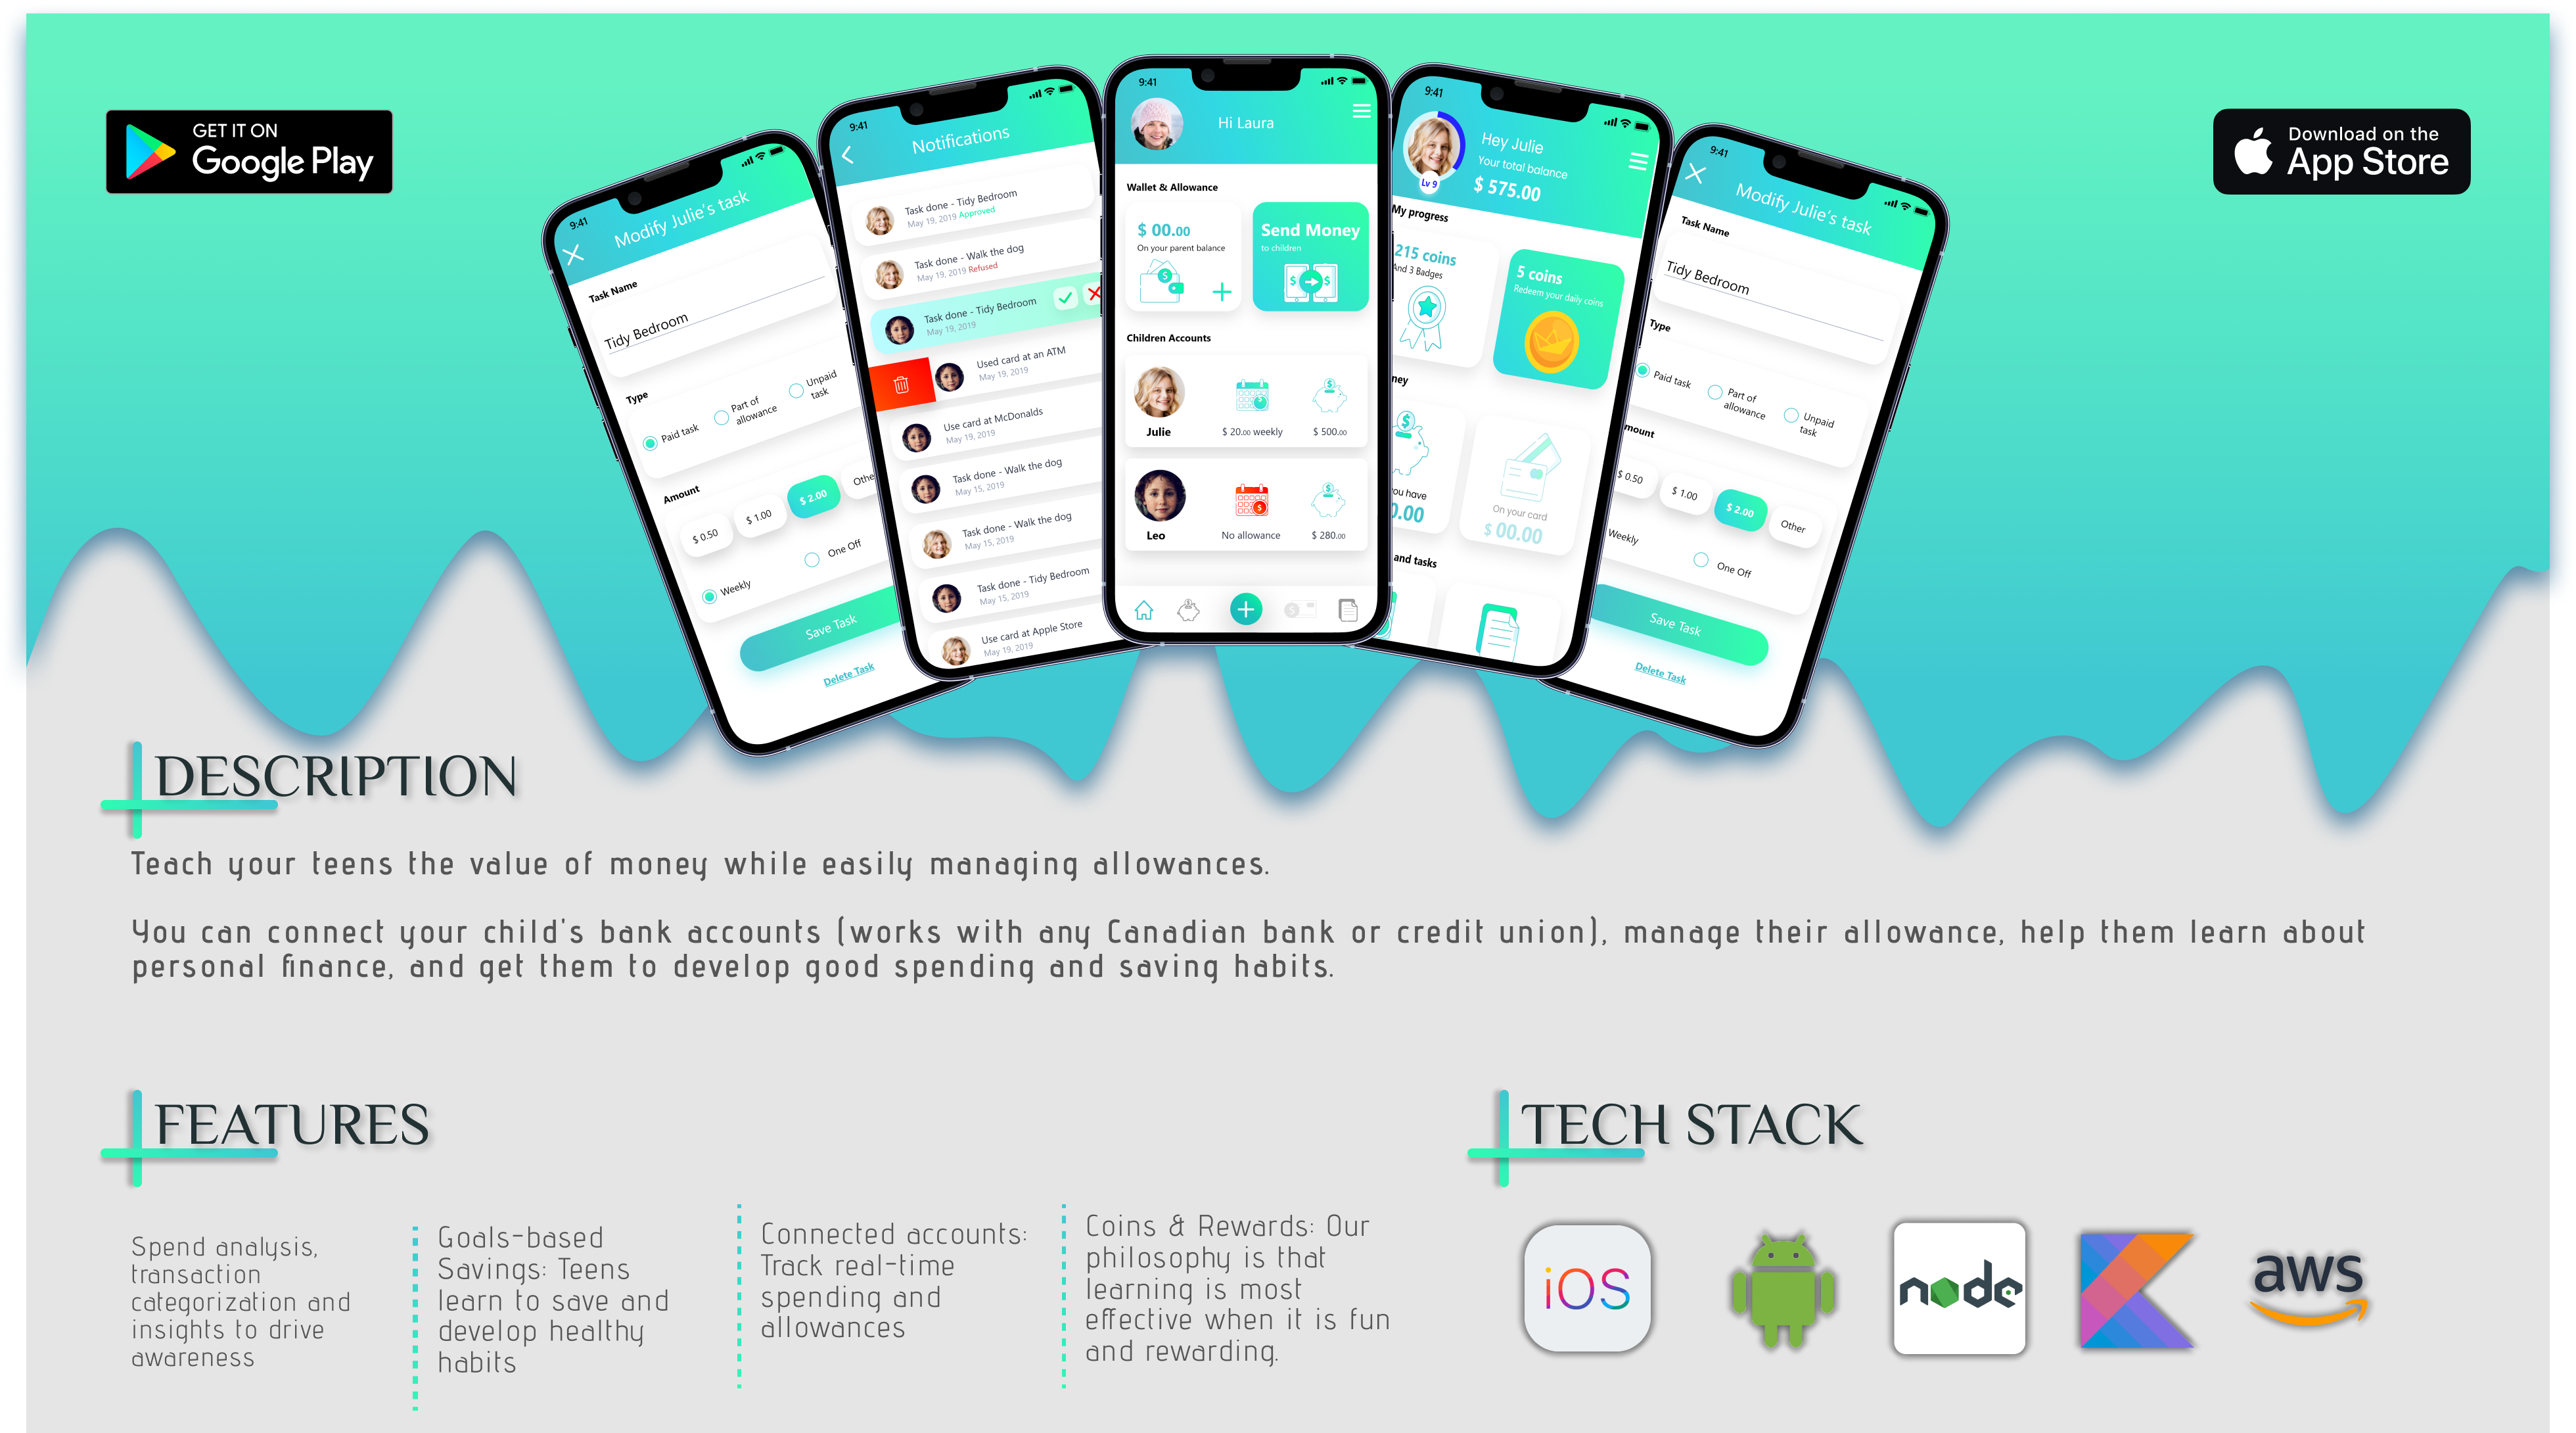 GET IT ON
Google Play
Download on the
App Store
9:41
Modify Julie's task
Task Name
Tidy Bedroom
Type
Paid task
Part of
allowance
Unpaid
task
Amount
$ 0.50
$ 1.00
$ 2.00
Othe
Weekly
One Off
Save Task
Delete Task
9:41
Notifications
Task done - Tidy Bedroom
May 19, 2019 Approved
Task done - Walk the dog
May 19, 2019 Refused
Task done - Tidy Bedroom
May 19, 2019
Used card at an ATM
May 19, 2019
Use card at McDonalds
May 19, 2019
Task done - Walk the dog
May 15, 2019
Task done - Walk the dog
May 15, 2019
Task done - Tidy Bedroom
May 15, 2019
Use card at Apple Store
May 19, 2019
9:41
Hi Laura
Wallet & Allowance
$ 00.00
On your parent balance
Send Money
to children
Children Accounts
Julie
$ 20.00 weekly
$ 500.00
Leo
No allowance
$ 280.00
9:41
Hey Julie
Your total balance
$ 575.00
Lv 9
My progress
215 coins
And 3 Badges
5 coins
Redeem your daily coins
ney
ou have
0.00
On your card
$ 00.00
and tasks
9:41
Modify Julie's task
Task Name
Tidy Bedroom
Type
Paid task
Part of
allowance
Unpaid
task
mount
$ 0.50
$ 1.00
$ 2.00
Other
Weekly
One Off
Save Task
Delete Task
DESCRIPTION
Teach your teens the value of money while easily managing allowances.
You can connect your child's bank accounts (works with any Canadian bank or credit union), manage their allowance, help them learn about
personal finance, and get them to develop good spending and saving habits.
FEATURES
Spend analysis,
transaction
categorization and
insights to drive
awareness
Goals-based
Savings: Teens
learn to save and
develop healthy
habits
Connected accounts:
Track real-time
spending and
allowances
Coins & Rewards: Our
philosophy is that
learning is most
effective when it is fun
and rewarding.
TECH STACK
iOS
node
aws